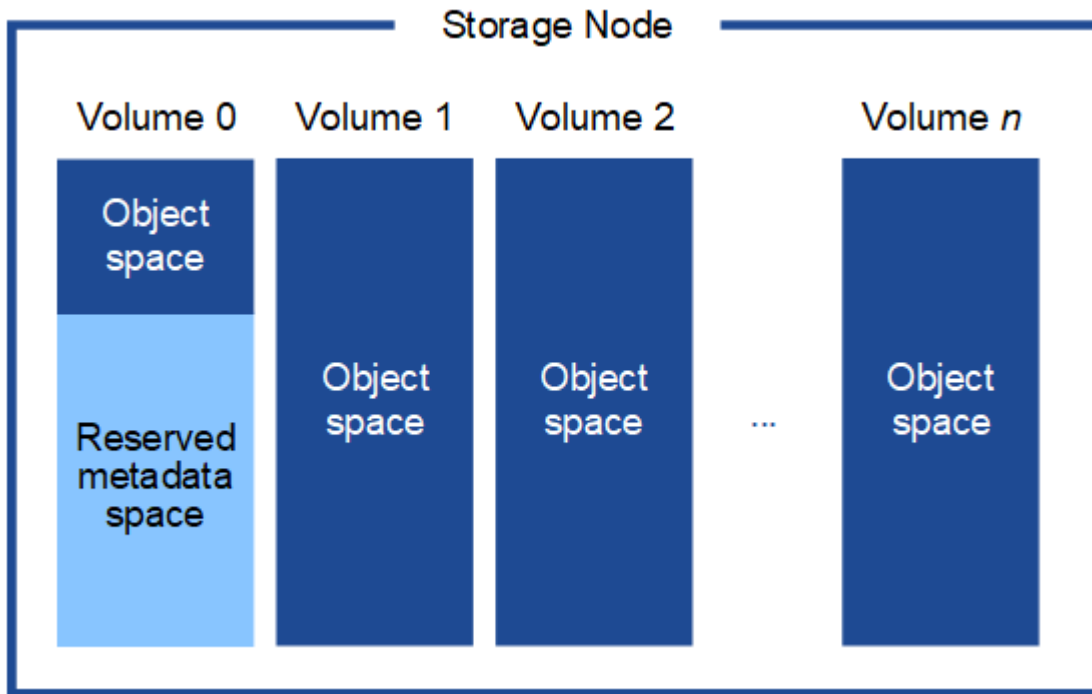 Storage Node
Volume 0
Volume 1
Volume 2
Volume n
Object
space
Reserved
metadata
space
Object
space
Object
space
...
Object
space